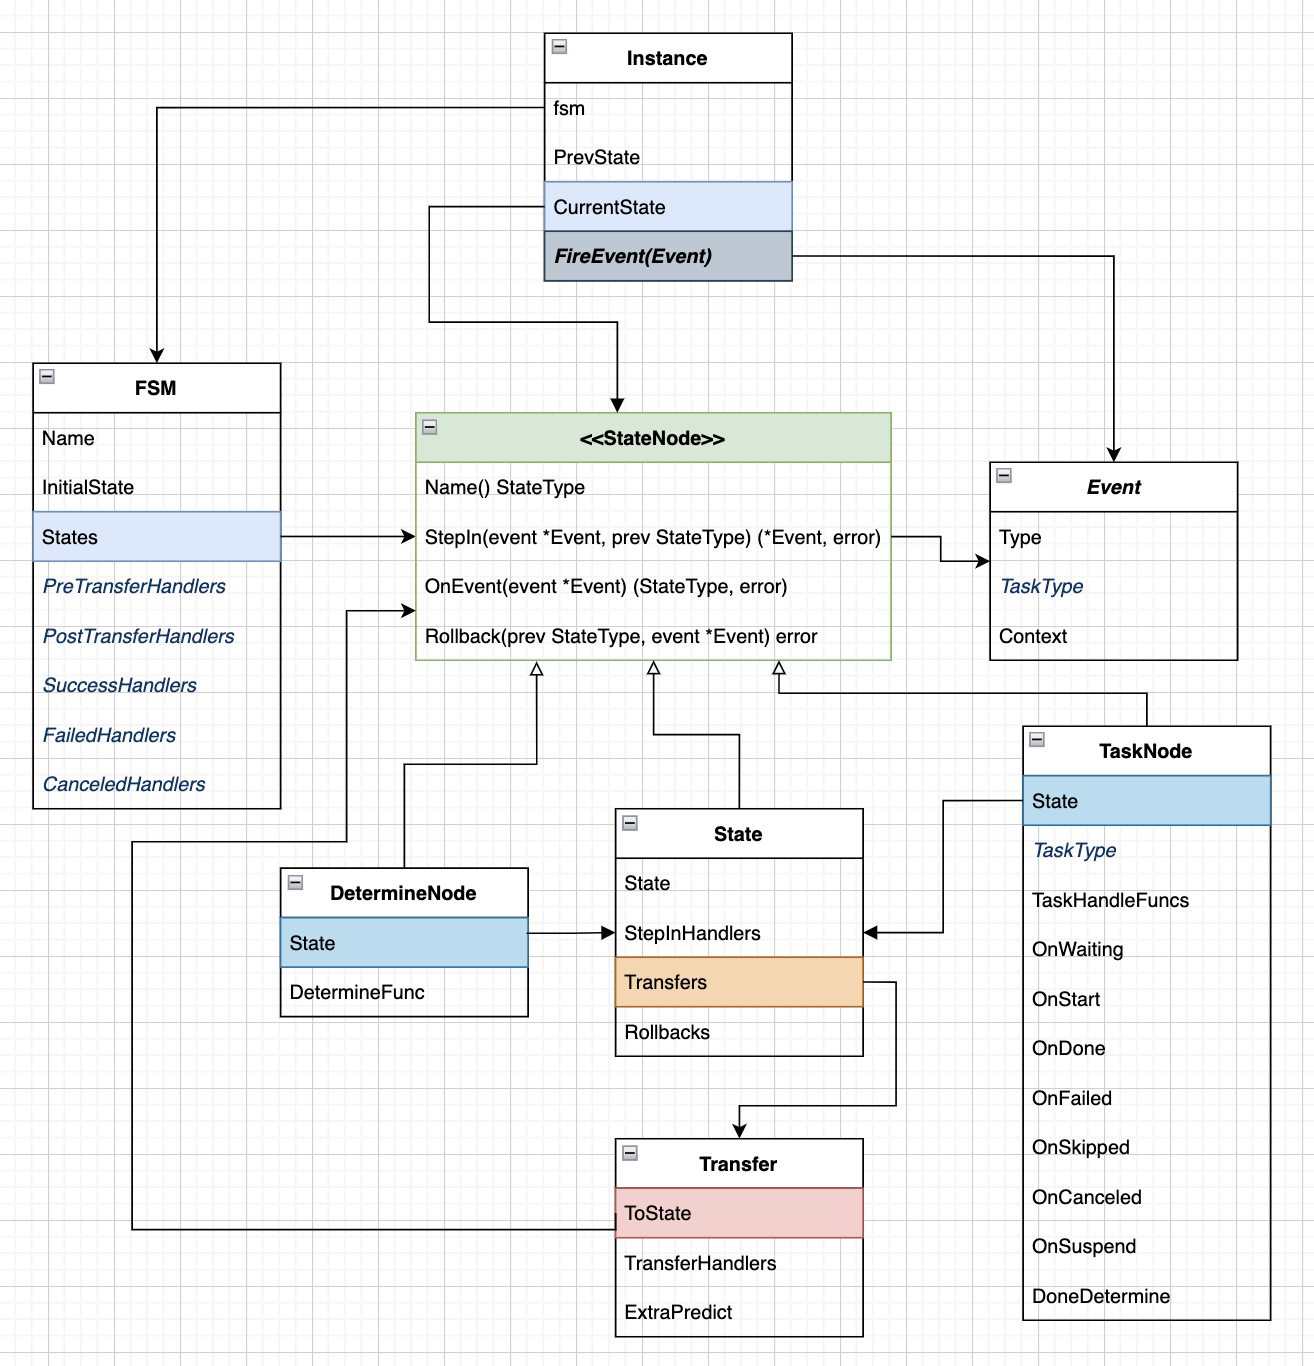 Instance
fsm
PrevState
CurrentState
FireEvent(Event)
FSM
Name
InitialState
States
PreTransferHandlers
PostTransferHandlers
SuccessHandlers
FailedHandlers
CanceledHandlers
<<StateNode>>
Name() StateType
StepIn(event *Event, prev StateType) (*Event, error)
OnEvent(event *Event) (StateType, error)
Rollback(prev StateType, event *Event) error
Event
Type
TaskType
Context
DetermineNode
State
DetermineFunc
State
State
StepInHandlers
Transfers
Rollbacks
TaskNode
State
TaskType
TaskHandleFuncs
OnWaiting
OnStart
OnDone
OnFailed
OnSkipped
OnCanceled
OnSuspend
DoneDetermine
Transfer
ToState
TransferHandlers
ExtraPredict